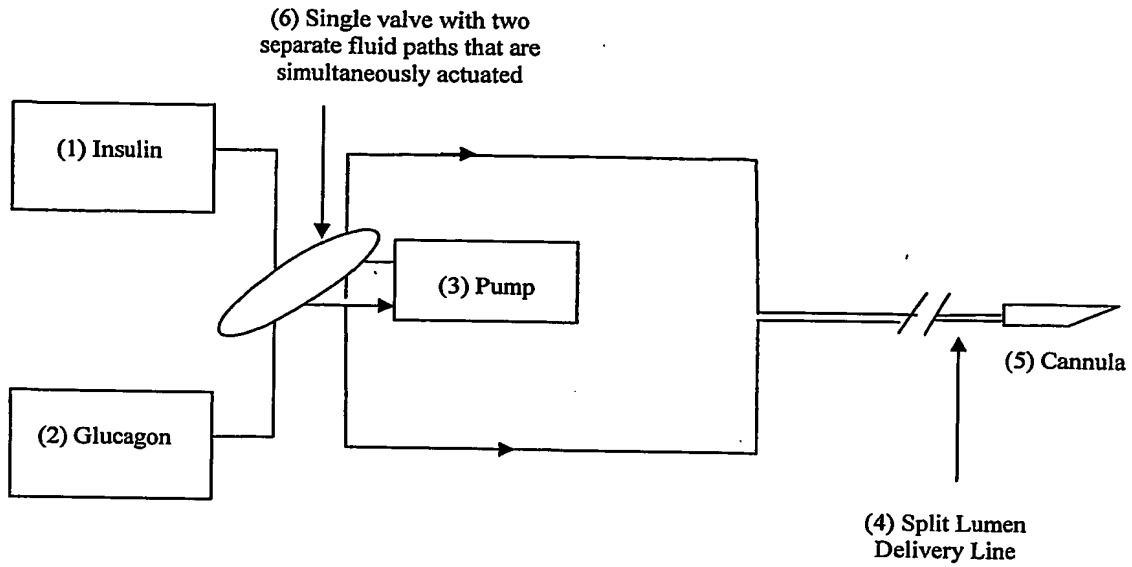 (6) Single valve with two
separate fluid paths that are
simultaneously actuated
(1) Insulin
(3) Pump
(5) Cannula
(2) Glucagon
(4) Split Lumen
Delivery Line